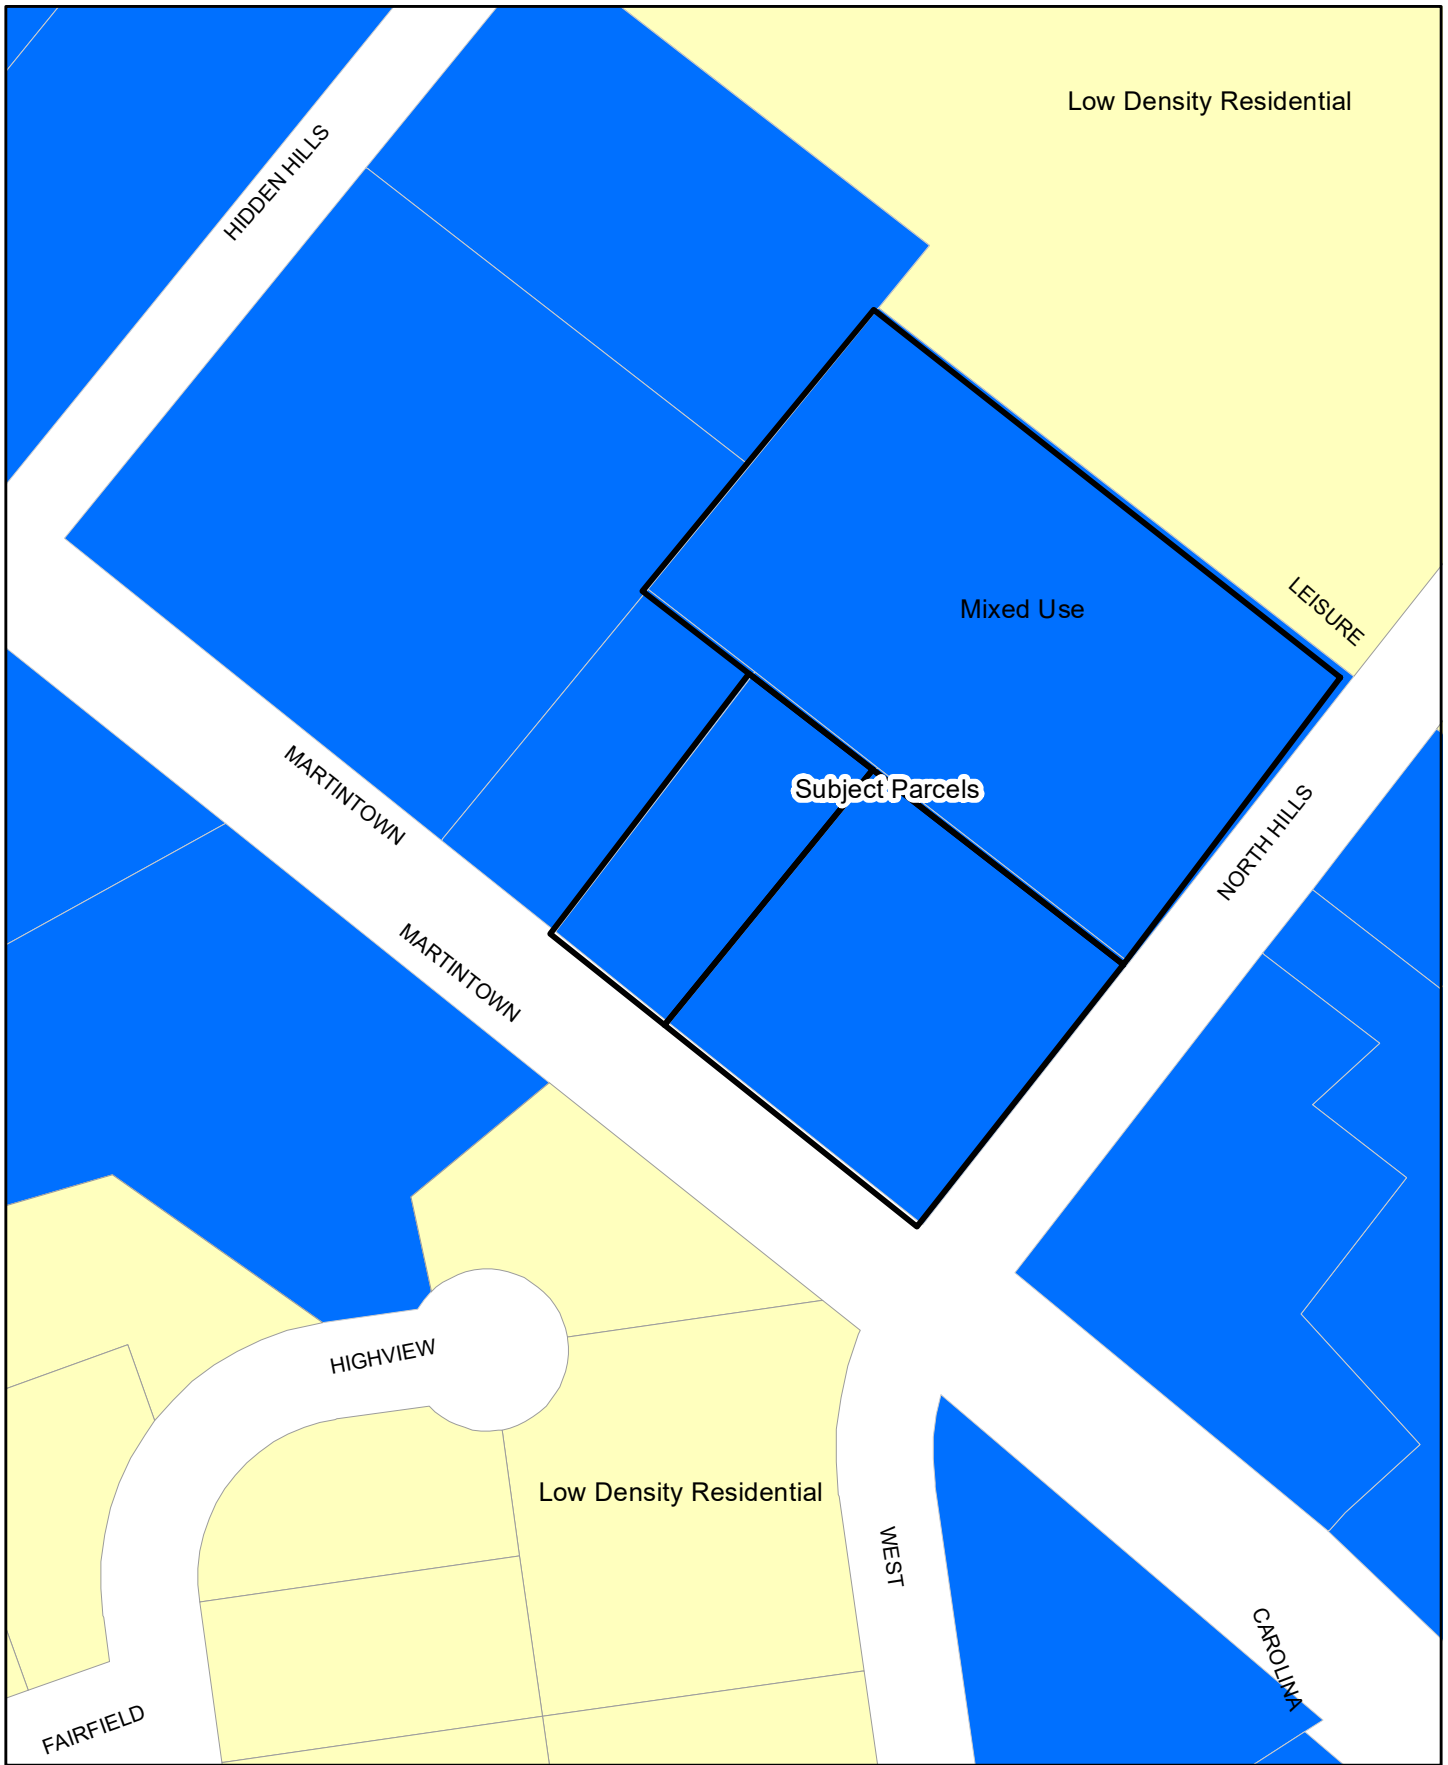 Low Density Residential
HIDDEN HILLS
LEISURE
Mixed Use
MARTINTOWN
Subject Parcels
NORTH HILLS
MARTINTOWN
HIGHVIEW
Low Density Residential
WEST
CAROLINA
FAIRFIELD